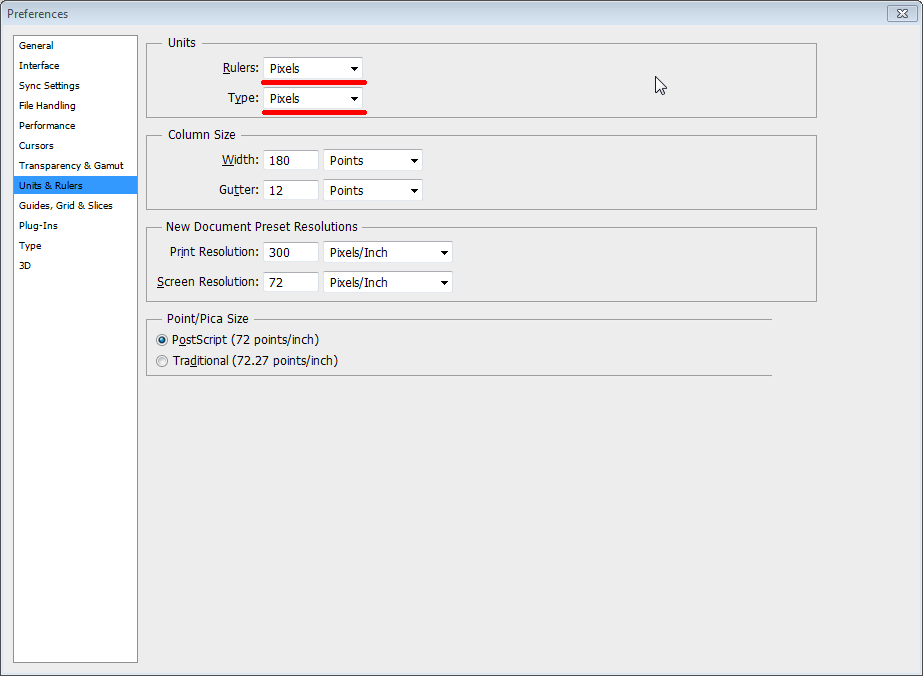 Preferences
General
Interface
Sync Settings
File Handling
Performance
Cursors
Transparency & Gamut
Units & Rulers
Guides, Grid & Slices
Plug-Ins
Type
3D
Units
Rulers: Pixels
Type: Pixels
Column Size
Width: 180 Points
Gutter: 12 Points
New Document Preset Resolutions
Print Resolution: 300 Pixels/Inch
Screen Resolution: 72 Pixels/Inch
Point/Pica Size
PostScript (72 points/inch)
Traditional (72.27 points/inch)